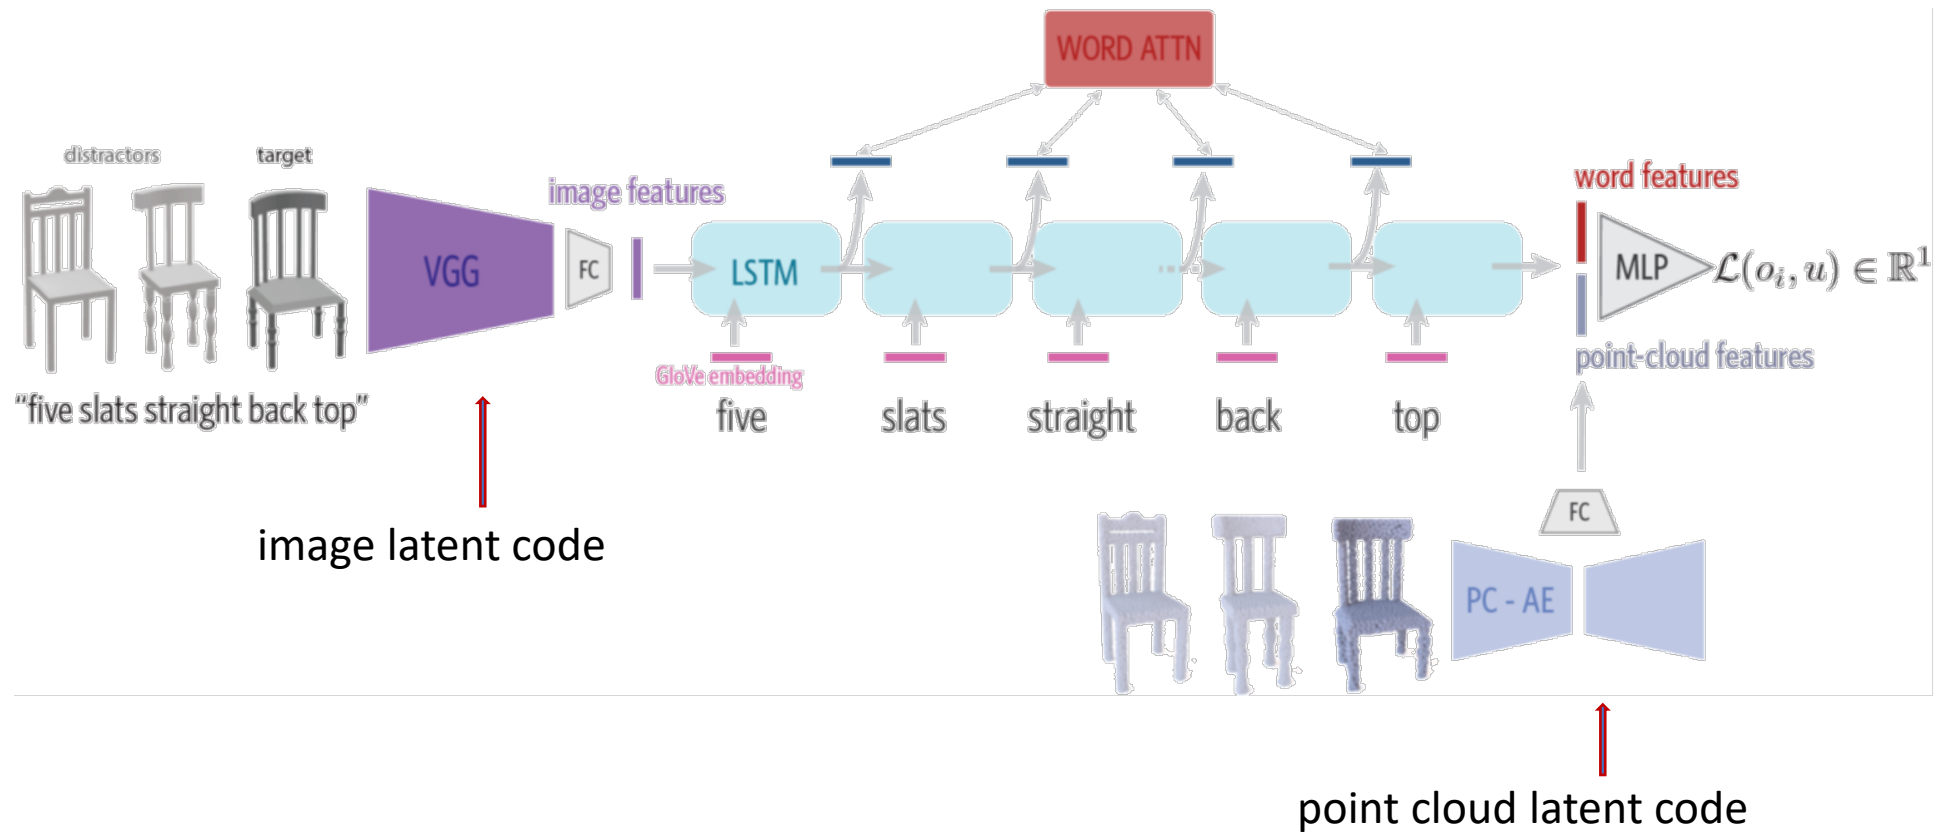 WORD ATTN
distractors
target
image features
word features
VGG
FC
LSTM
MLP
ℒ(oᵢ, u) ∈ ℝ¹
GloVe embedding
point-cloud features
"five slats straight back top"
five
slats
straight
back
top
FC
image latent code
PC - AE
point cloud latent code